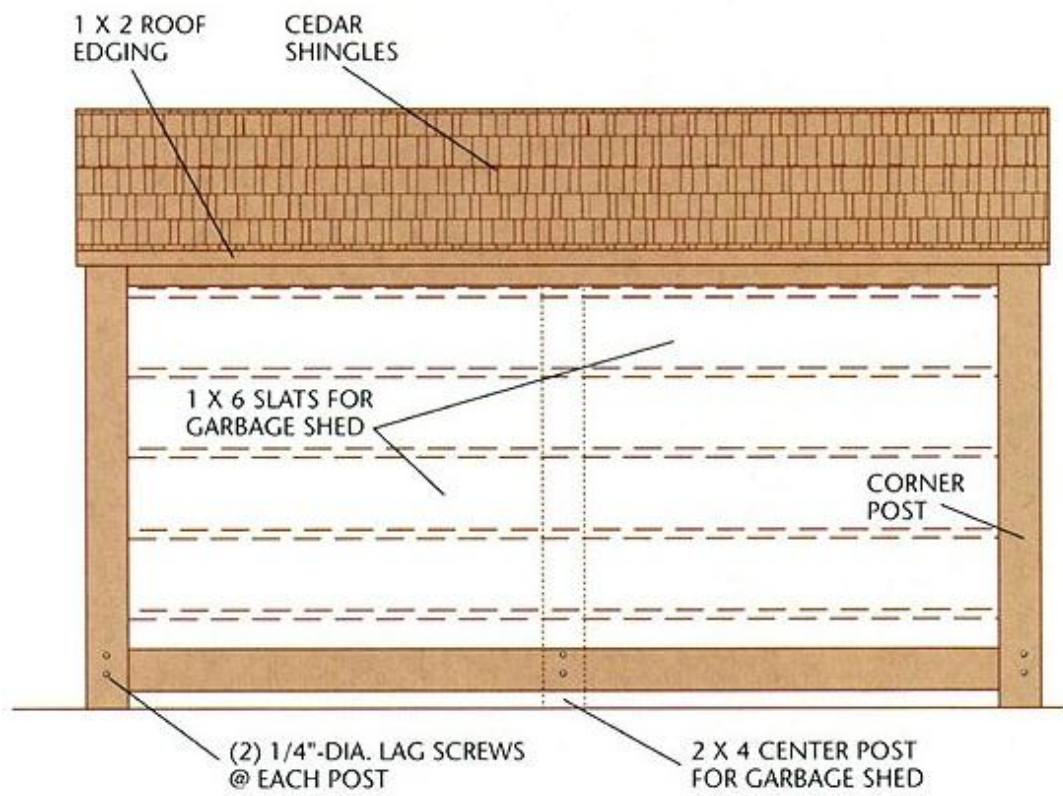 1 X 2 ROOF
EDGING
CEDAR
SHINGLES
1 X 6 SLATS FOR
GARBAGE SHED
CORNER
POST
(2) 1/4"-DIA. LAG SCREWS
@ EACH POST
2 X 4 CENTER POST
FOR GARBAGE SHED